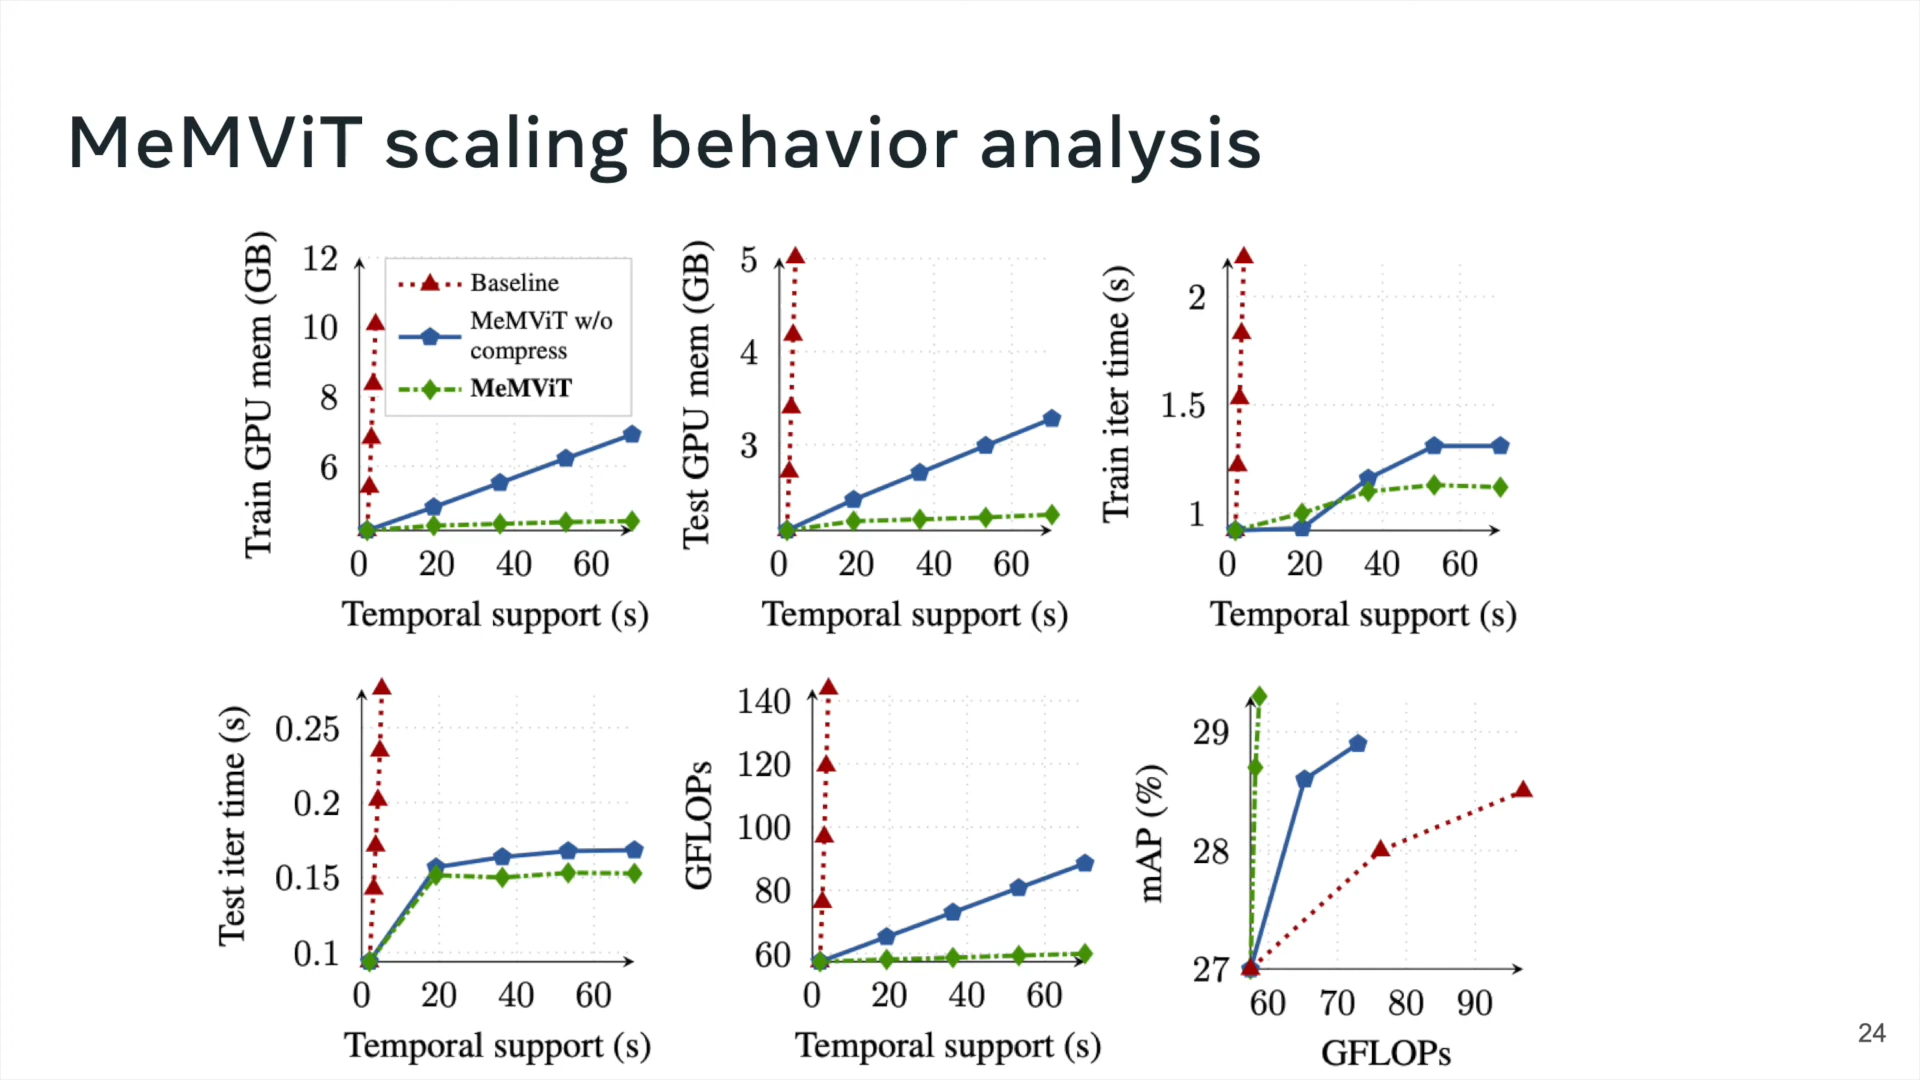 MeMViT scaling behavior analysis
Train GPU mem (GB)
12
10
8
6
Baseline
MeMViT w/o
compress
MeMViT
0 20 40 60
Temporal support (s)
Test GPU mem (GB)
5
4
3
0 20 40 60
Temporal support (s)
Train iter time (s)
2
1.5
1
0 20 40 60
Temporal support (s)
Test iter time (s)
0.25
0.2
0.15
0.1
0 20 40 60
Temporal support (s)
GFLOPs
140
120
100
80
60
0 20 40 60
Temporal support (s)
mAP (%)
29
28
27
60 70 80 90
GFLOPs
24